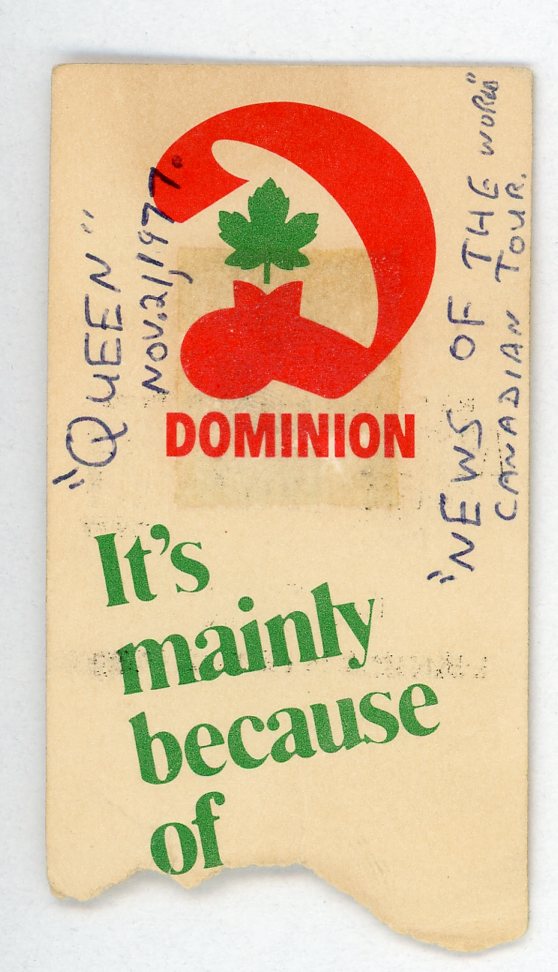 "QUEEN"
NOV. 21, 1977.
DOMINION
It's
mainly
because
of
"NEWS OF THE WORLD"
CANADIAN TOUR.